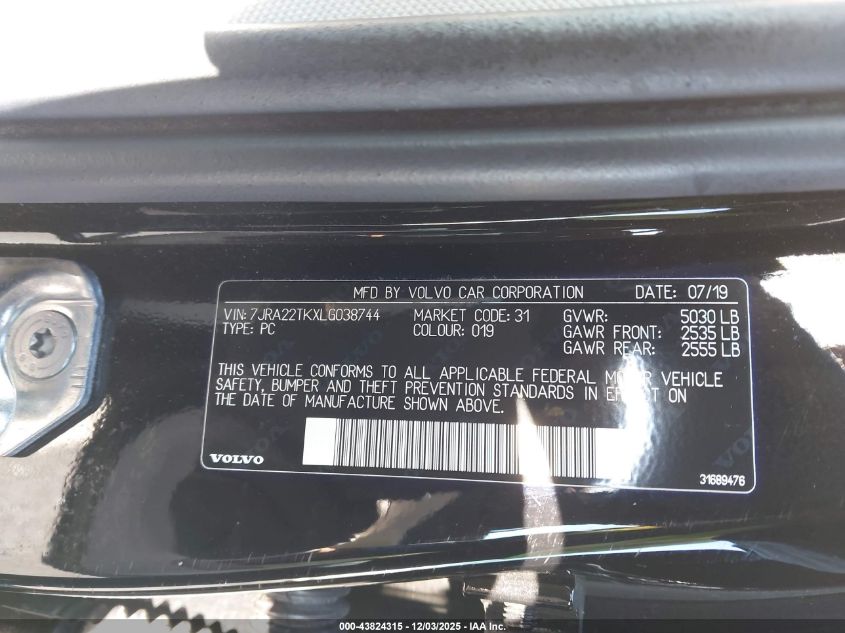 MFD BY VOLVO CAR CORPORATION DATE: 07/19
VIN: 7JRA22TKXLG038744 MARKET CODE: 31 GVWR: 5030 LB
TYPE: PC COLOUR: 019 GAWR FRONT: 2535 LB
GAWR REAR: 2555 LB
THIS VEHICLE CONFORMS TO ALL APPLICABLE FEDERAL MOTOR VEHICLE
SAFETY, BUMPER AND THEFT PREVENTION STANDARDS IN EFFECT ON
THE DATE OF MANUFACTURE SHOWN ABOVE.
VOLVO
31689476
000-43824315 - 12/03/2025 - IAA Inc.